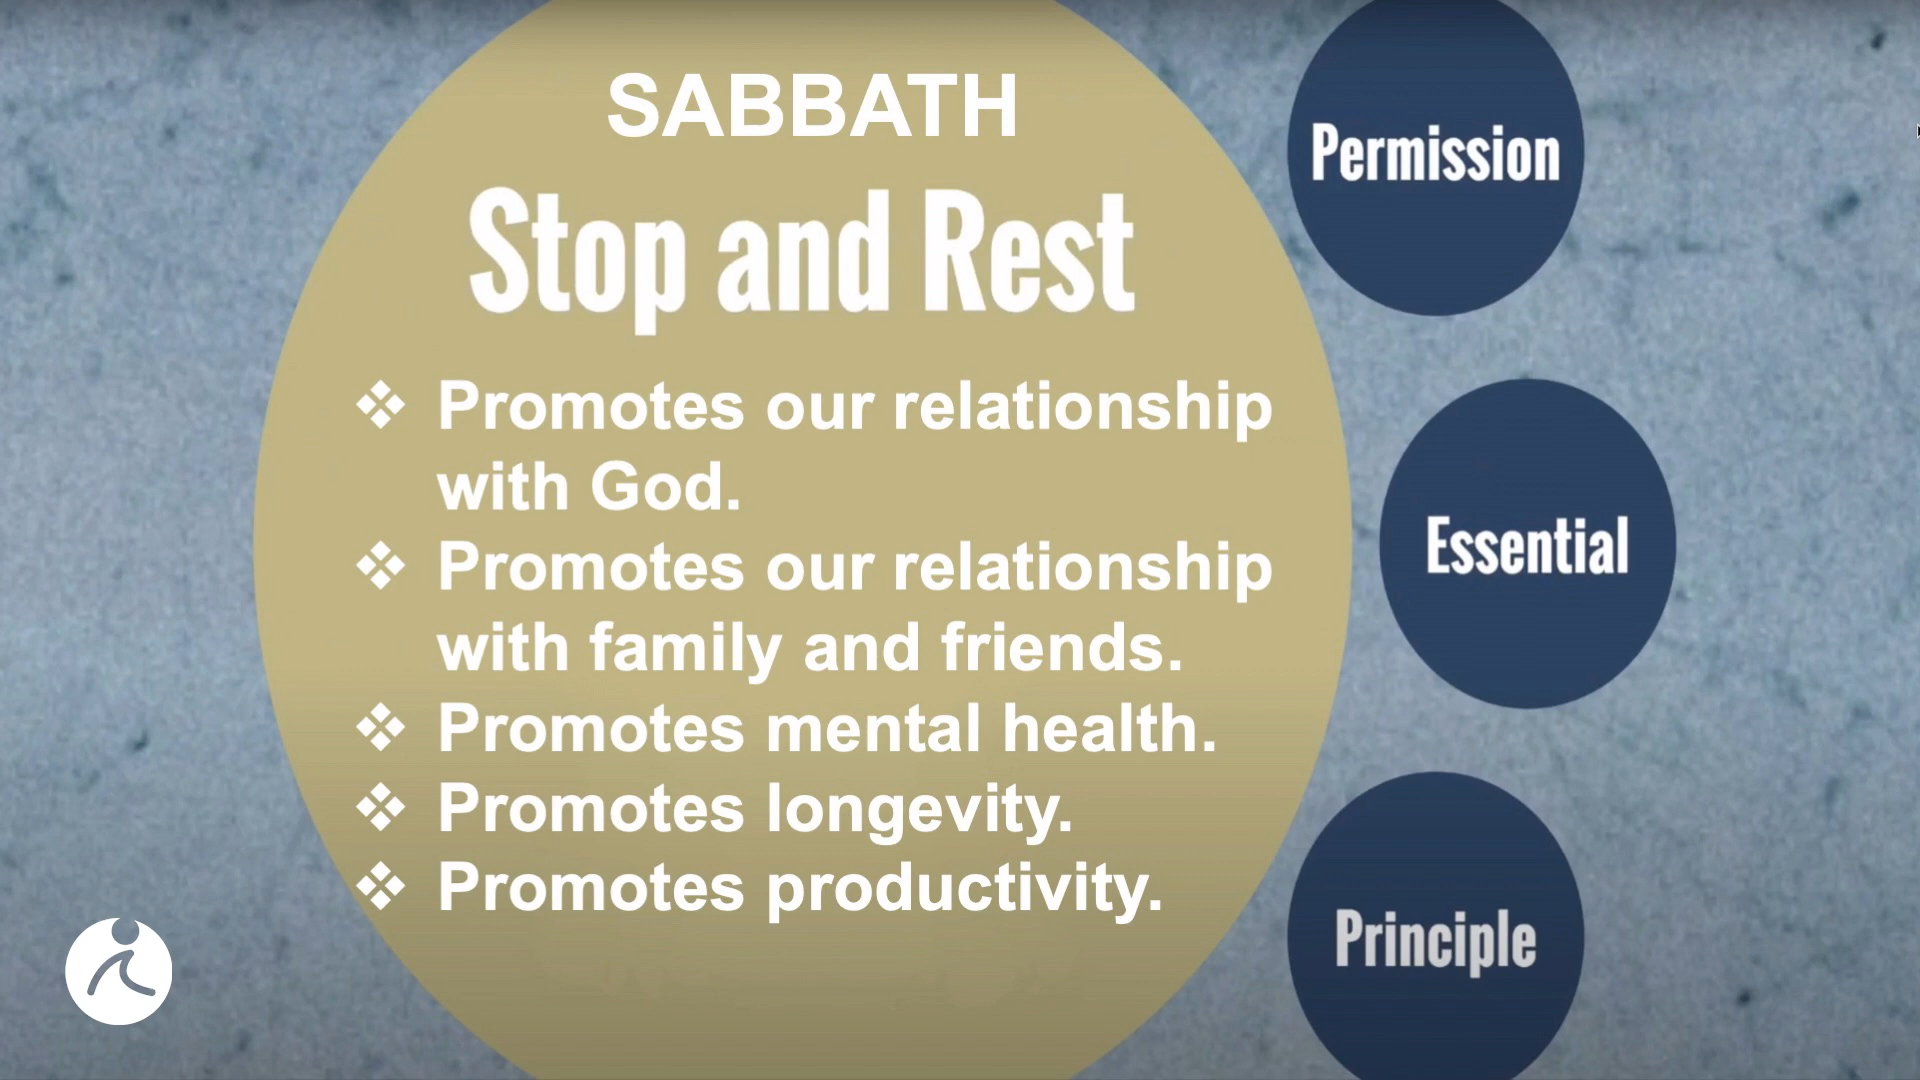 SABBATH
Stop and Rest
❖ Promotes our relationship
with God.
❖ Promotes our relationship
with family and friends.
❖ Promotes mental health.
❖ Promotes longevity.
❖ Promotes productivity.
Permission
Essential
Principle